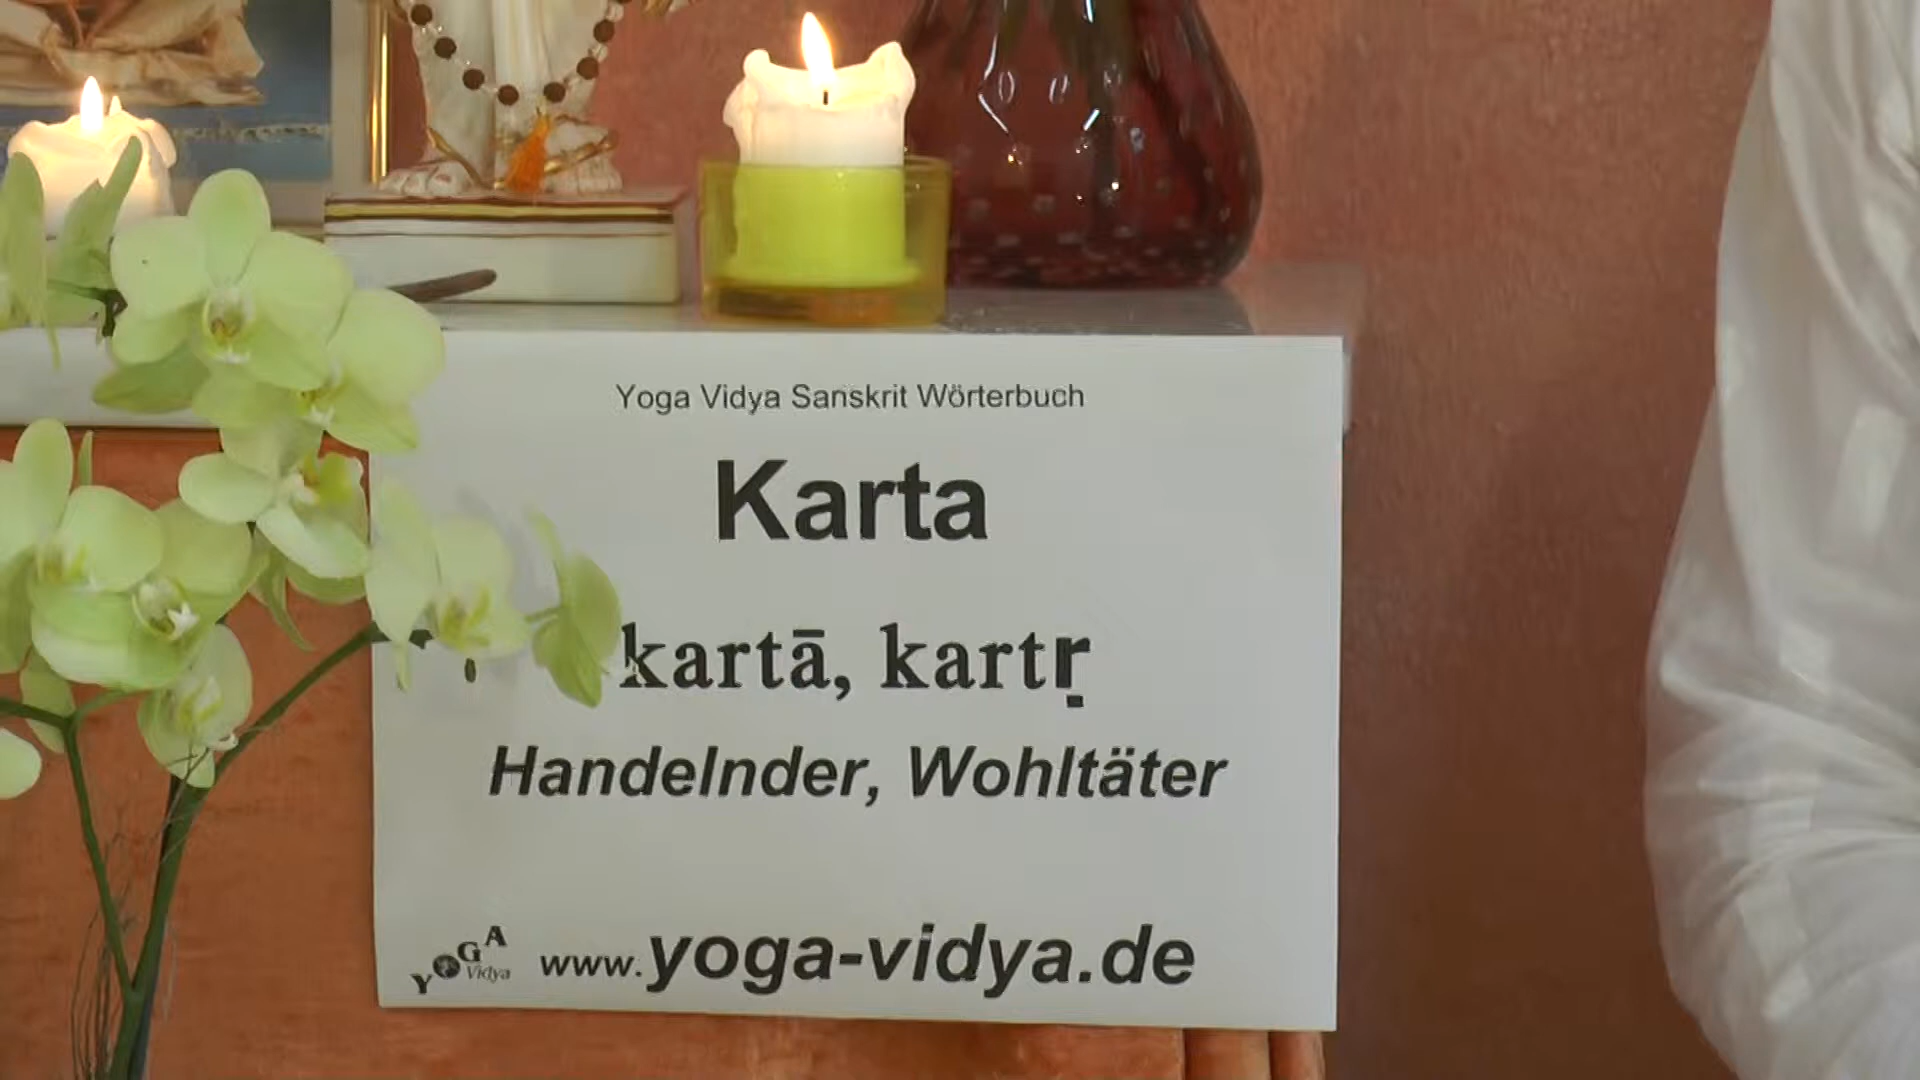 Yoga Vidya Sanskrit Wörterbuch
Karta
kartā, kartṛ
Handelnder, Wohltäter
YOGA Vidya www.yoga-vidya.de